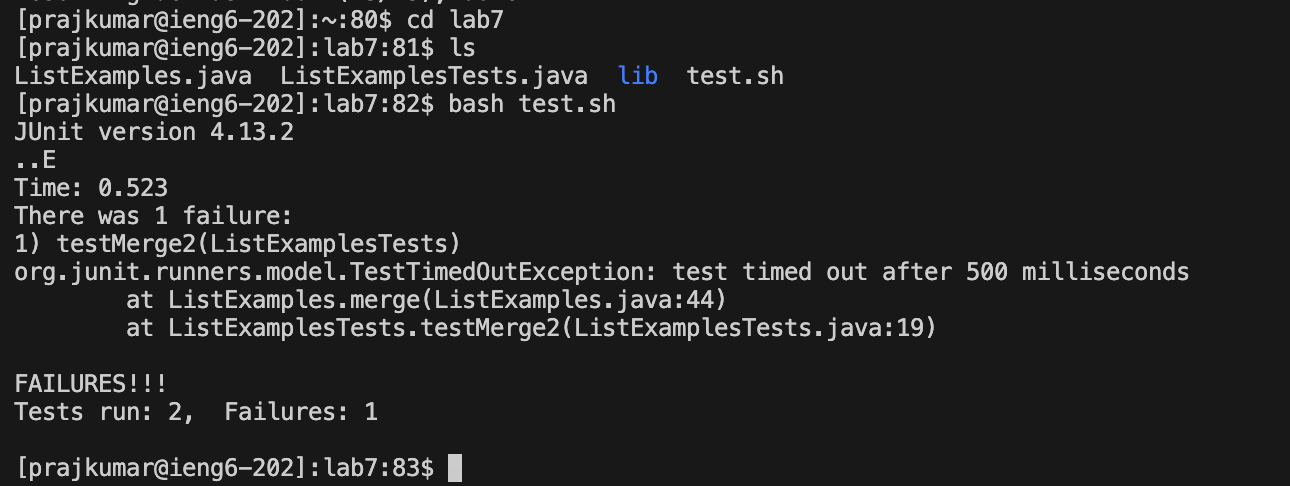 [prajkumar@ieng6-202]:~:80$ cd lab7
[prajkumar@ieng6-202]:lab7:81$ ls
ListExamples.java  ListExamplesTests.java  lib  test.sh
[prajkumar@ieng6-202]:lab7:82$ bash test.sh
JUnit version 4.13.2
..E
Time: 0.523
There was 1 failure:
1) testMerge2(ListExamplesTests)
org.junit.runners.model.TestTimedOutException: test timed out after 500 milliseconds
        at ListExamples.merge(ListExamples.java:44)
        at ListExamplesTests.testMerge2(ListExamplesTests.java:19)

FAILURES!!!
Tests run: 2,  Failures: 1

[prajkumar@ieng6-202]:lab7:83$